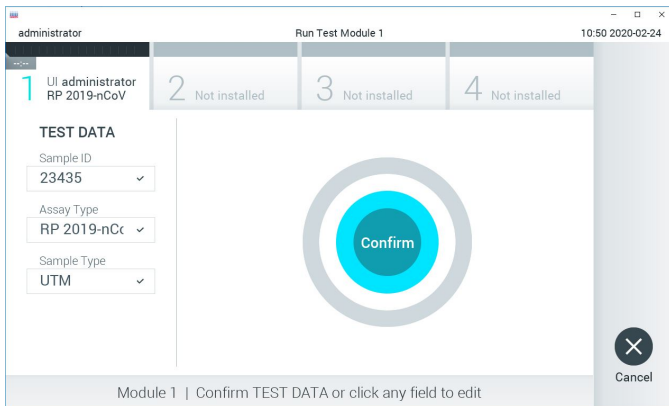 administrator Run Test Module 1 10:50 2020-02-24
--:--
1 UI administrator
RP 2019-nCoV
2 Not installed
3 Not installed
4 Not installed
TEST DATA
Sample ID
23435
Assay Type
RP 2019-nCo
Sample Type
UTM
Confirm
Cancel
Module 1 | Confirm TEST DATA or click any field to edit